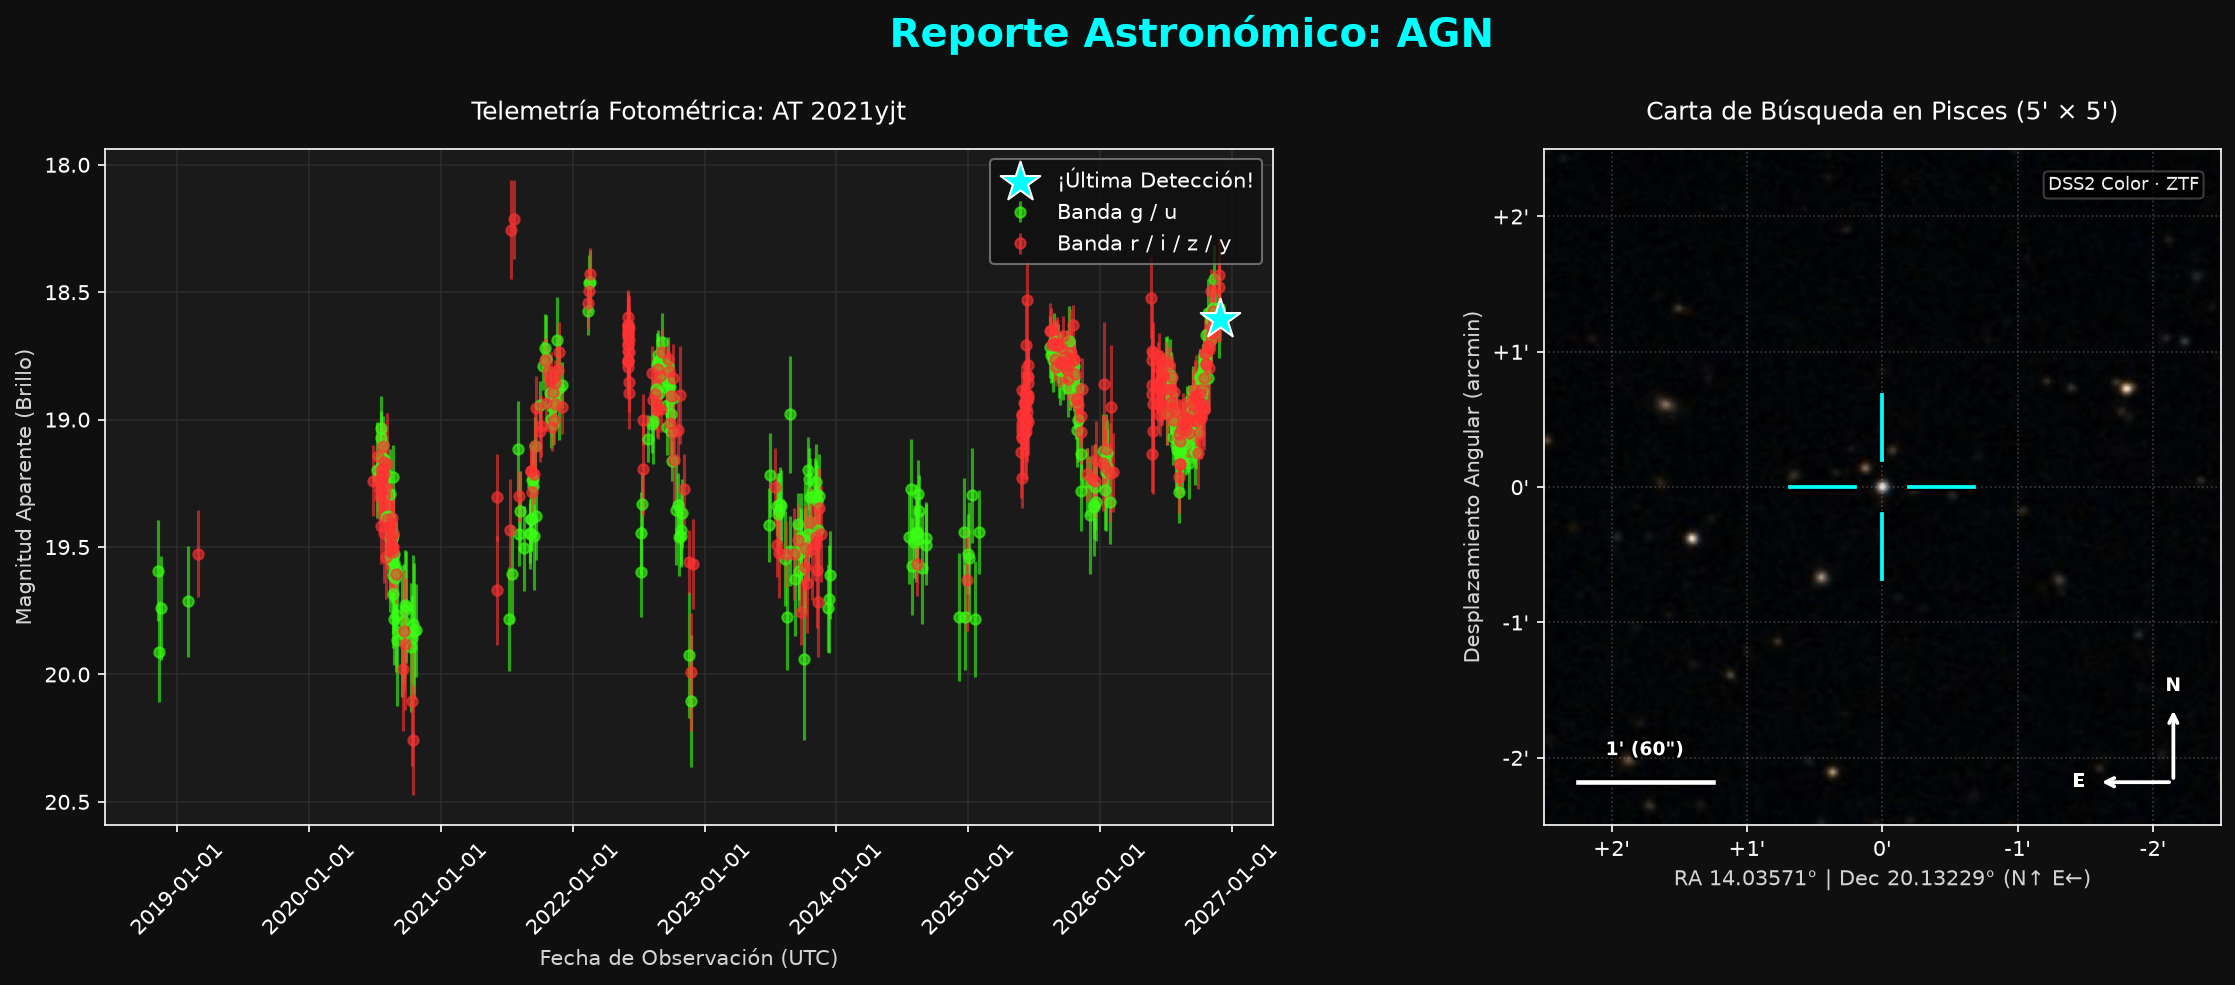 Reporte Astronómico: AGN
Telemetría Fotométrica: AT 2021yjt
Magnitud Aparente (Brillo)
18.0
18.5
19.0
19.5
20.0
20.5
¡Última Detección!
Banda g / u
Banda r / i / z / y
2019-01-01
2020-01-01
2021-01-01
2022-01-01
2023-01-01
2024-01-01
2025-01-01
2026-01-01
2027-01-01
Fecha de Observación (UTC)
Carta de Búsqueda en Pisces (5' × 5')
Desplazamiento Angular (arcmin)
+2'
+1'
0'
-1'
-2'
DSS2 Color · ZTF
1' (60")
N
E
+2'
+1'
0'
-1'
-2'
RA 14.03571° | Dec 20.13229° (N↑ E←)